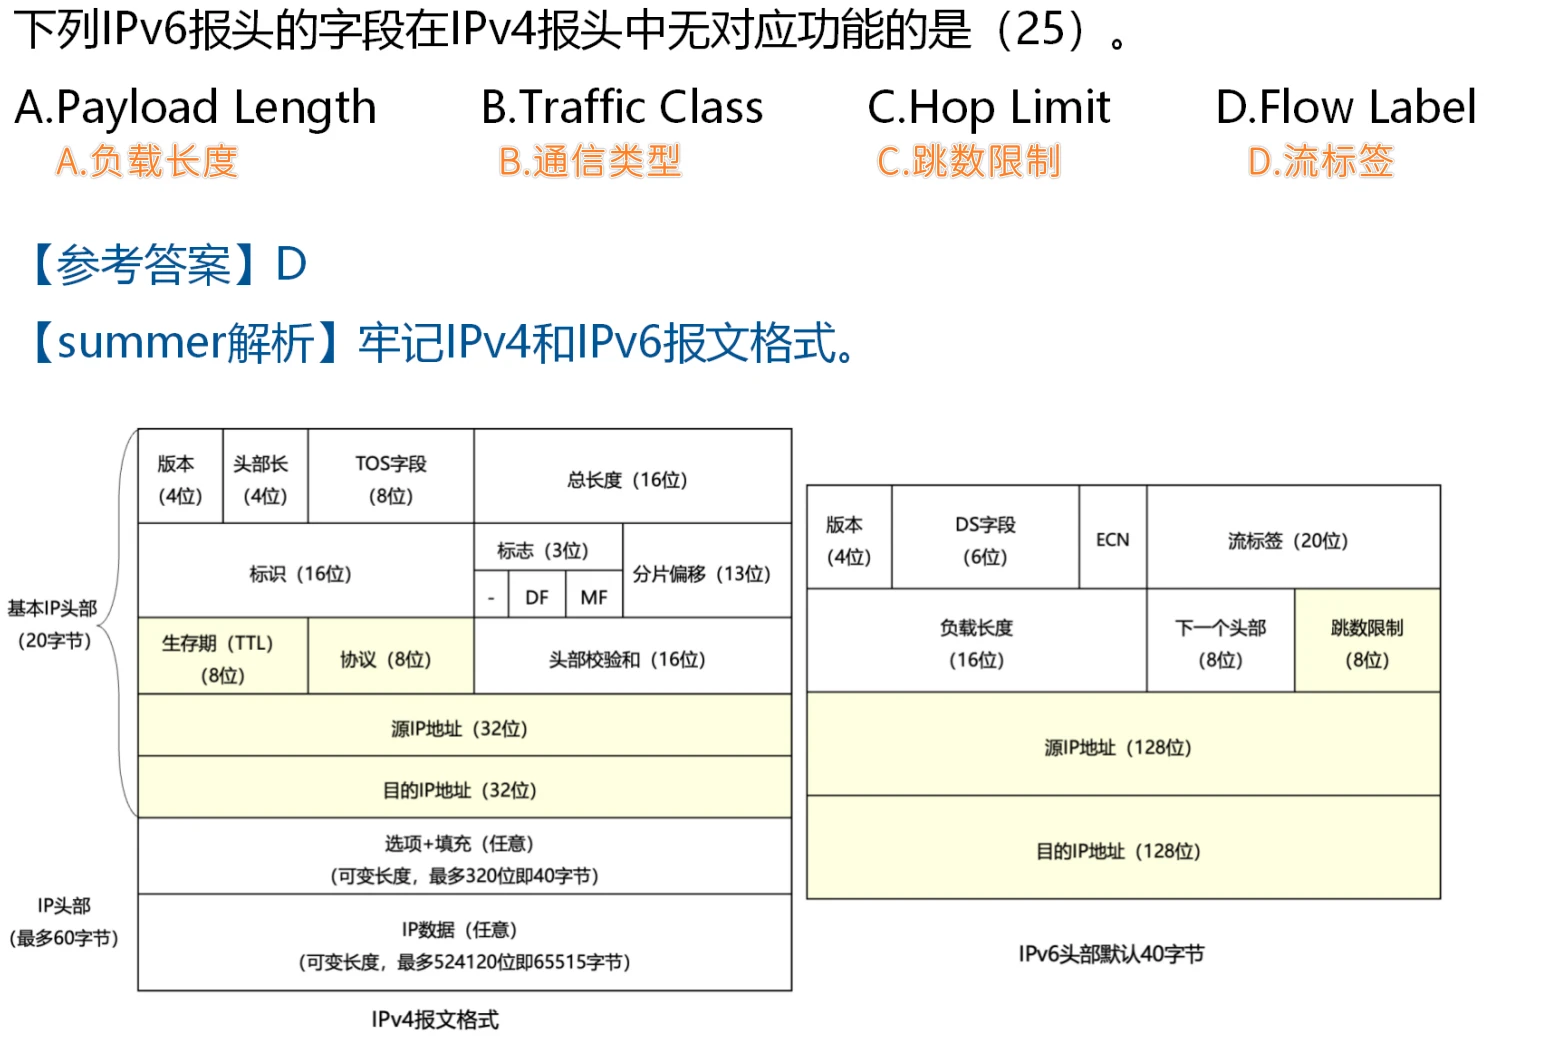 下列IPv6报头的字段在IPv4报头中无对应功能的是（25）。
A.Payload Length B.Traffic Class C.Hop Limit D.Flow Label
A.负载长度 B.通信类型 C.跳数限制 D.流标签
【参考答案】D
【summer解析】牢记IPv4和IPv6报文格式。
基本IP头部
（20字节）
IP头部
（最多60字节）
版本
（4位）
头部长
（4位）
TOS字段
（8位）
总长度（16位）
标识（16位）
标志（3位）
- DF MF
分片偏移（13位）
生存期（TTL）
（8位）
协议（8位）
头部校验和（16位）
源IP地址（32位）
目的IP地址（32位）
选项+填充（任意）
（可变长度，最多320位即40字节）
IP数据（任意）
（可变长度，最多524120位即65515字节）
IPv4报文格式
版本
（4位）
DS字段
（6位）
ECN
流标签（20位）
负载长度
（16位）
下一个头部
（8位）
跳数限制
（8位）
源IP地址（128位）
目的IP地址（128位）
IPv6头部默认40字节